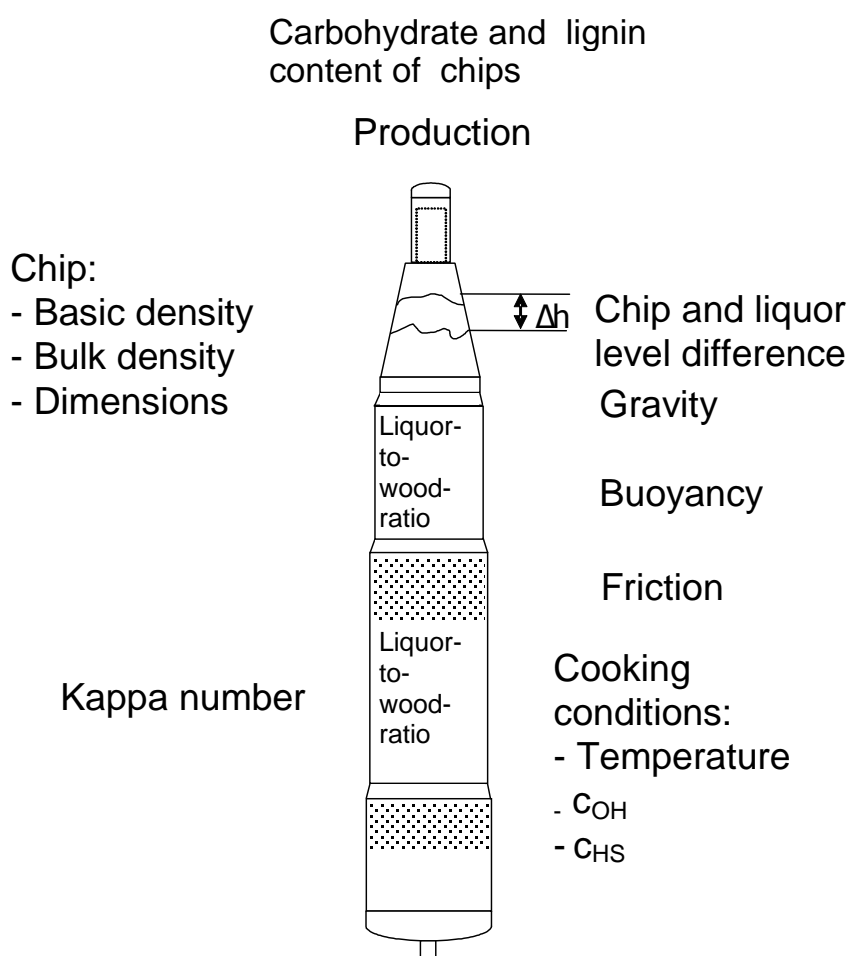 Carbohydrate and lignin
content of chips
Production
Chip:
- Basic density
- Bulk density
- Dimensions
Δh
Chip and liquor
level difference
Gravity
Liquor-
to-
wood-
ratio
Buoyancy
Friction
Liquor-
to-
wood-
ratio
Kappa number
Cooking
conditions:
- Temperature
- cOH
- cHS